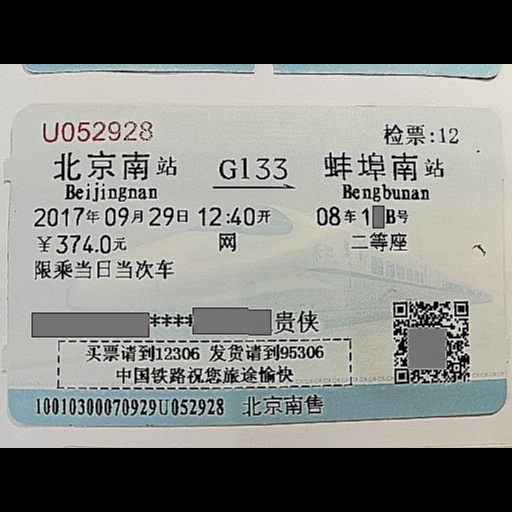 U052928
检票:12
北京南站
G133
蚌埠南站
Beijingnan
Bengbunan
2017年09月29日 12:40开
08车1 B号
￥374.0元
网
二等座
限乘当日当次车
****
贵侠
买票请到12306 发货请到95306
中国铁路祝您旅途愉快
10010300070929U052928 北京南售